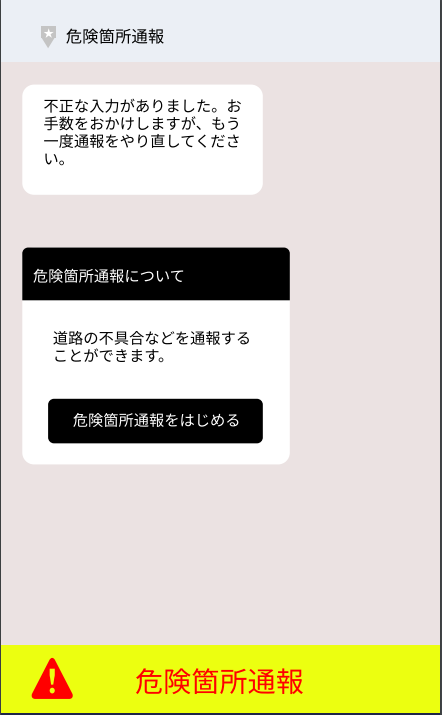 危険箇所通報
不正な入力がありました。お
手数をおかけしますが、もう
一度通報をやり直してくださ
い。
危険箇所通報について
道路の不具合などを通報する
ことができます。
危険箇所通報をはじめる
危険箇所通報